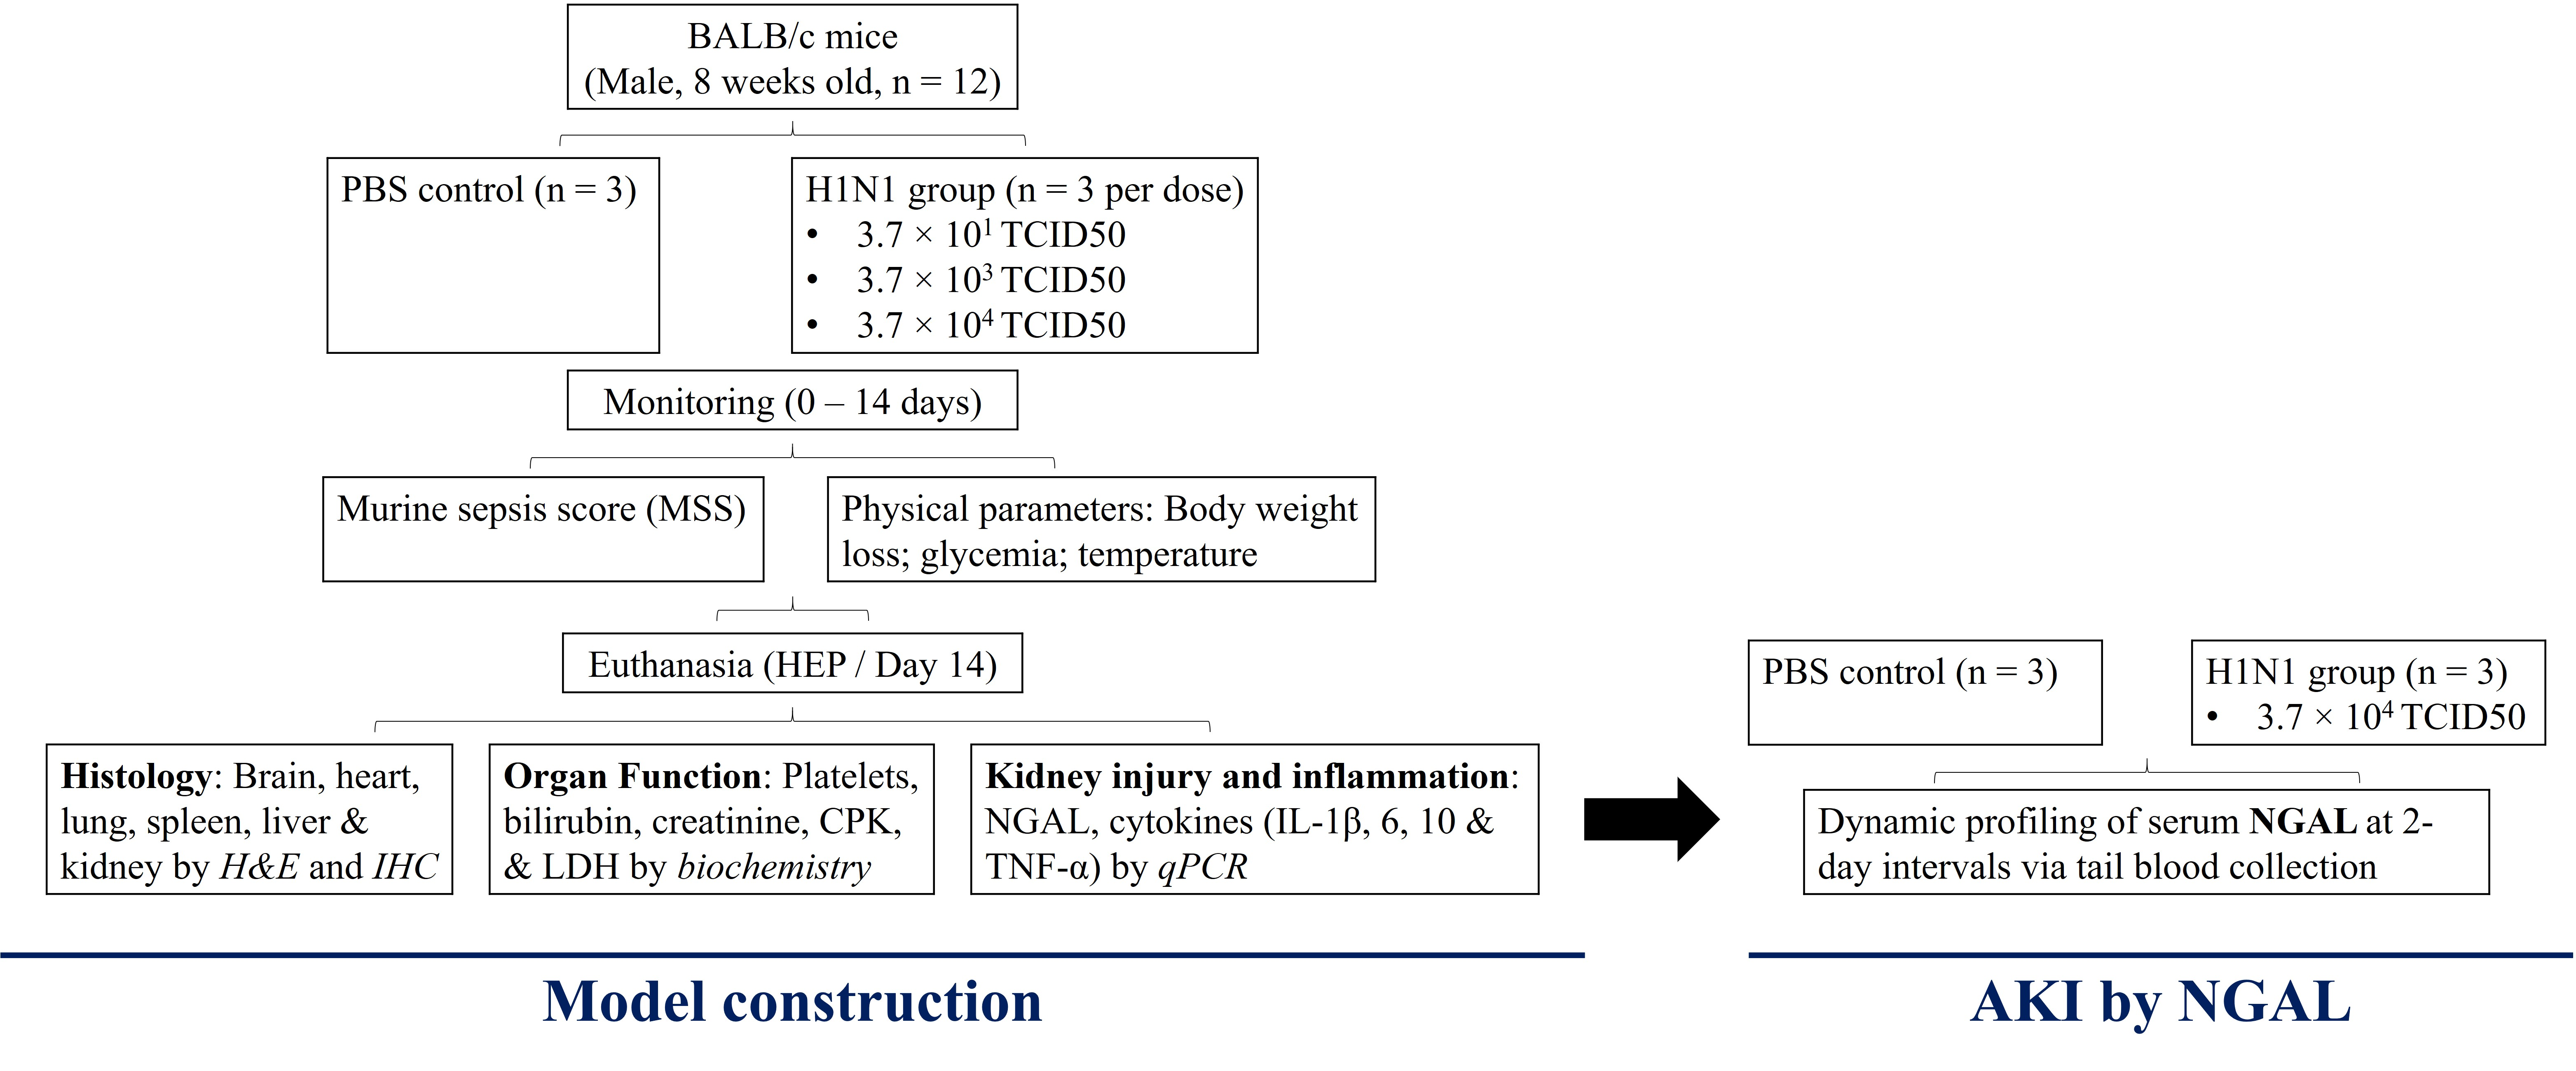 BALB/c mice
(Male, 8 weeks old, n = 12)
PBS control (n = 3)
H1N1 group (n = 3 per dose)
• 3.7 × 10¹ TCID50
• 3.7 × 10³ TCID50
• 3.7 × 10⁴ TCID50
Monitoring (0 – 14 days)
Murine sepsis score (MSS)
Physical parameters: Body weight
loss; glycemia; temperature
Euthanasia (HEP / Day 14)
Histology: Brain, heart,
lung, spleen, liver &
kidney by H&E and IHC
Organ Function: Platelets,
bilirubin, creatinine, CPK,
& LDH by biochemistry
Kidney injury and inflammation:
NGAL, cytokines (IL-1β, 6, 10 &
TNF-α) by qPCR
Model construction
PBS control (n = 3)
H1N1 group (n = 3)
• 3.7 × 10⁴ TCID50
Dynamic profiling of serum NGAL at 2-
day intervals via tail blood collection
AKI by NGAL